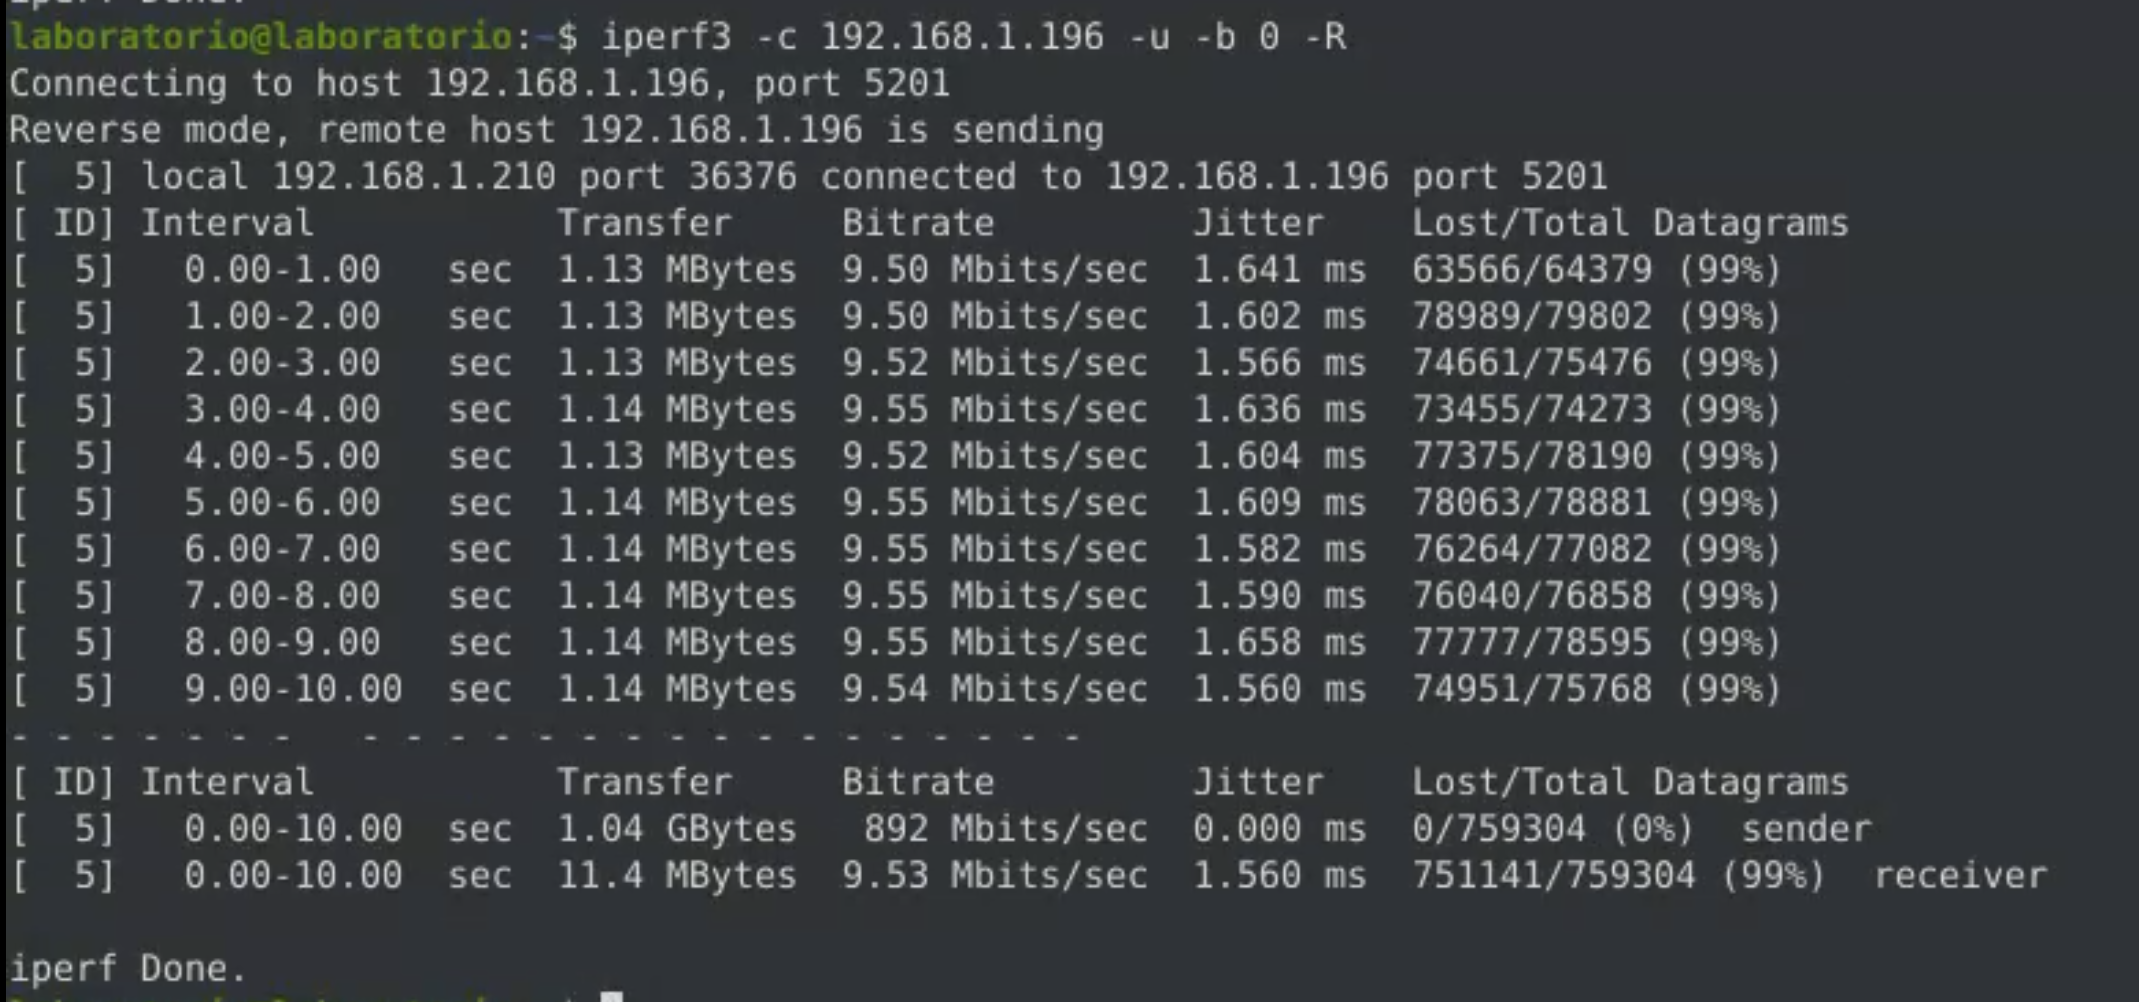 iperf Done.
laboratorio@laboratorio:~$ iperf3 -c 192.168.1.196 -u -b 0 -R
Connecting to host 192.168.1.196, port 5201
Reverse mode, remote host 192.168.1.196 is sending
[  5] local 192.168.1.210 port 36376 connected to 192.168.1.196 port 5201
[ ID] Interval           Transfer     Bitrate         Jitter    Lost/Total Datagrams
[  5]   0.00-1.00   sec  1.13 MBytes  9.50 Mbits/sec  1.641 ms  63566/64379 (99%)
[  5]   1.00-2.00   sec  1.13 MBytes  9.50 Mbits/sec  1.602 ms  78989/79802 (99%)
[  5]   2.00-3.00   sec  1.13 MBytes  9.52 Mbits/sec  1.566 ms  74661/75476 (99%)
[  5]   3.00-4.00   sec  1.14 MBytes  9.55 Mbits/sec  1.636 ms  73455/74273 (99%)
[  5]   4.00-5.00   sec  1.13 MBytes  9.52 Mbits/sec  1.604 ms  77375/78190 (99%)
[  5]   5.00-6.00   sec  1.14 MBytes  9.55 Mbits/sec  1.609 ms  78063/78881 (99%)
[  5]   6.00-7.00   sec  1.14 MBytes  9.55 Mbits/sec  1.582 ms  76264/77082 (99%)
[  5]   7.00-8.00   sec  1.14 MBytes  9.55 Mbits/sec  1.590 ms  76040/76858 (99%)
[  5]   8.00-9.00   sec  1.14 MBytes  9.55 Mbits/sec  1.658 ms  77777/78595 (99%)
[  5]   9.00-10.00  sec  1.14 MBytes  9.54 Mbits/sec  1.560 ms  74951/75768 (99%)
- - - - - - -   - - - - - - - - - - - - - - - - -
[ ID] Interval           Transfer     Bitrate         Jitter    Lost/Total Datagrams
[  5]   0.00-10.00  sec  1.04 GBytes   892 Mbits/sec  0.000 ms  0/759304 (0%)  sender
[  5]   0.00-10.00  sec  11.4 MBytes  9.53 Mbits/sec  1.560 ms  751141/759304 (99%)  receiver
iperf Done.